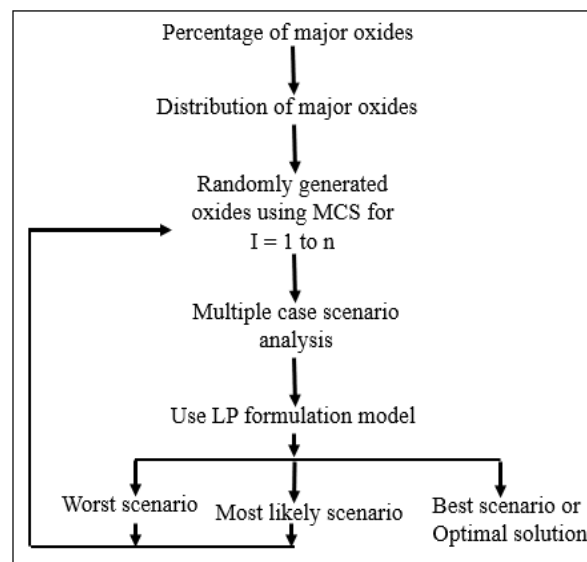 Percentage of major oxides
Distribution of major oxides
Randomly generated
oxides using MCS for
I = 1 to n
Multiple case scenario
analysis
Use LP formulation model
Worst scenario
Most likely scenario
Best scenario or
Optimal solution